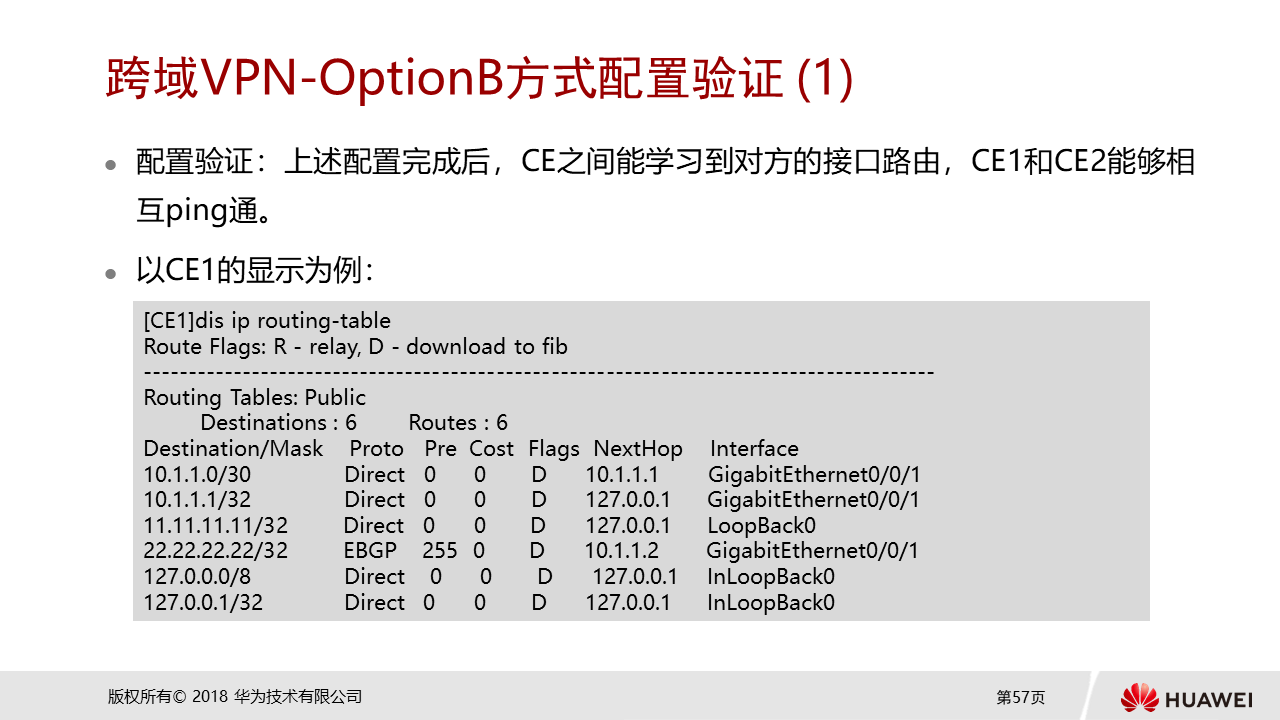 跨域VPN-OptionB方式配置验证 (1)
配置验证：上述配置完成后，CE之间能学习到对方的接口路由，CE1和CE2能够相
互ping通。
以CE1的显示为例：
[CE1]dis ip routing-table
Route Flags: R - relay, D - download to fib
----------------------------------------------------------------------------------------
Routing Tables: Public
Destinations : 6 Routes : 6
Destination/Mask Proto Pre Cost Flags NextHop Interface
10.1.1.0/30 Direct 0 0 D 10.1.1.1 GigabitEthernet0/0/1
10.1.1.1/32 Direct 0 0 D 127.0.0.1 GigabitEthernet0/0/1
11.11.11.11/32 Direct 0 0 D 127.0.0.1 LoopBack0
22.22.22.22/32 EBGP 255 0 D 10.1.1.2 GigabitEthernet0/0/1
127.0.0.0/8 Direct 0 0 D 127.0.0.1 InLoopBack0
127.0.0.1/32 Direct 0 0 D 127.0.0.1 InLoopBack0
版权所有© 2018 华为技术有限公司
第57页
HUAWEI